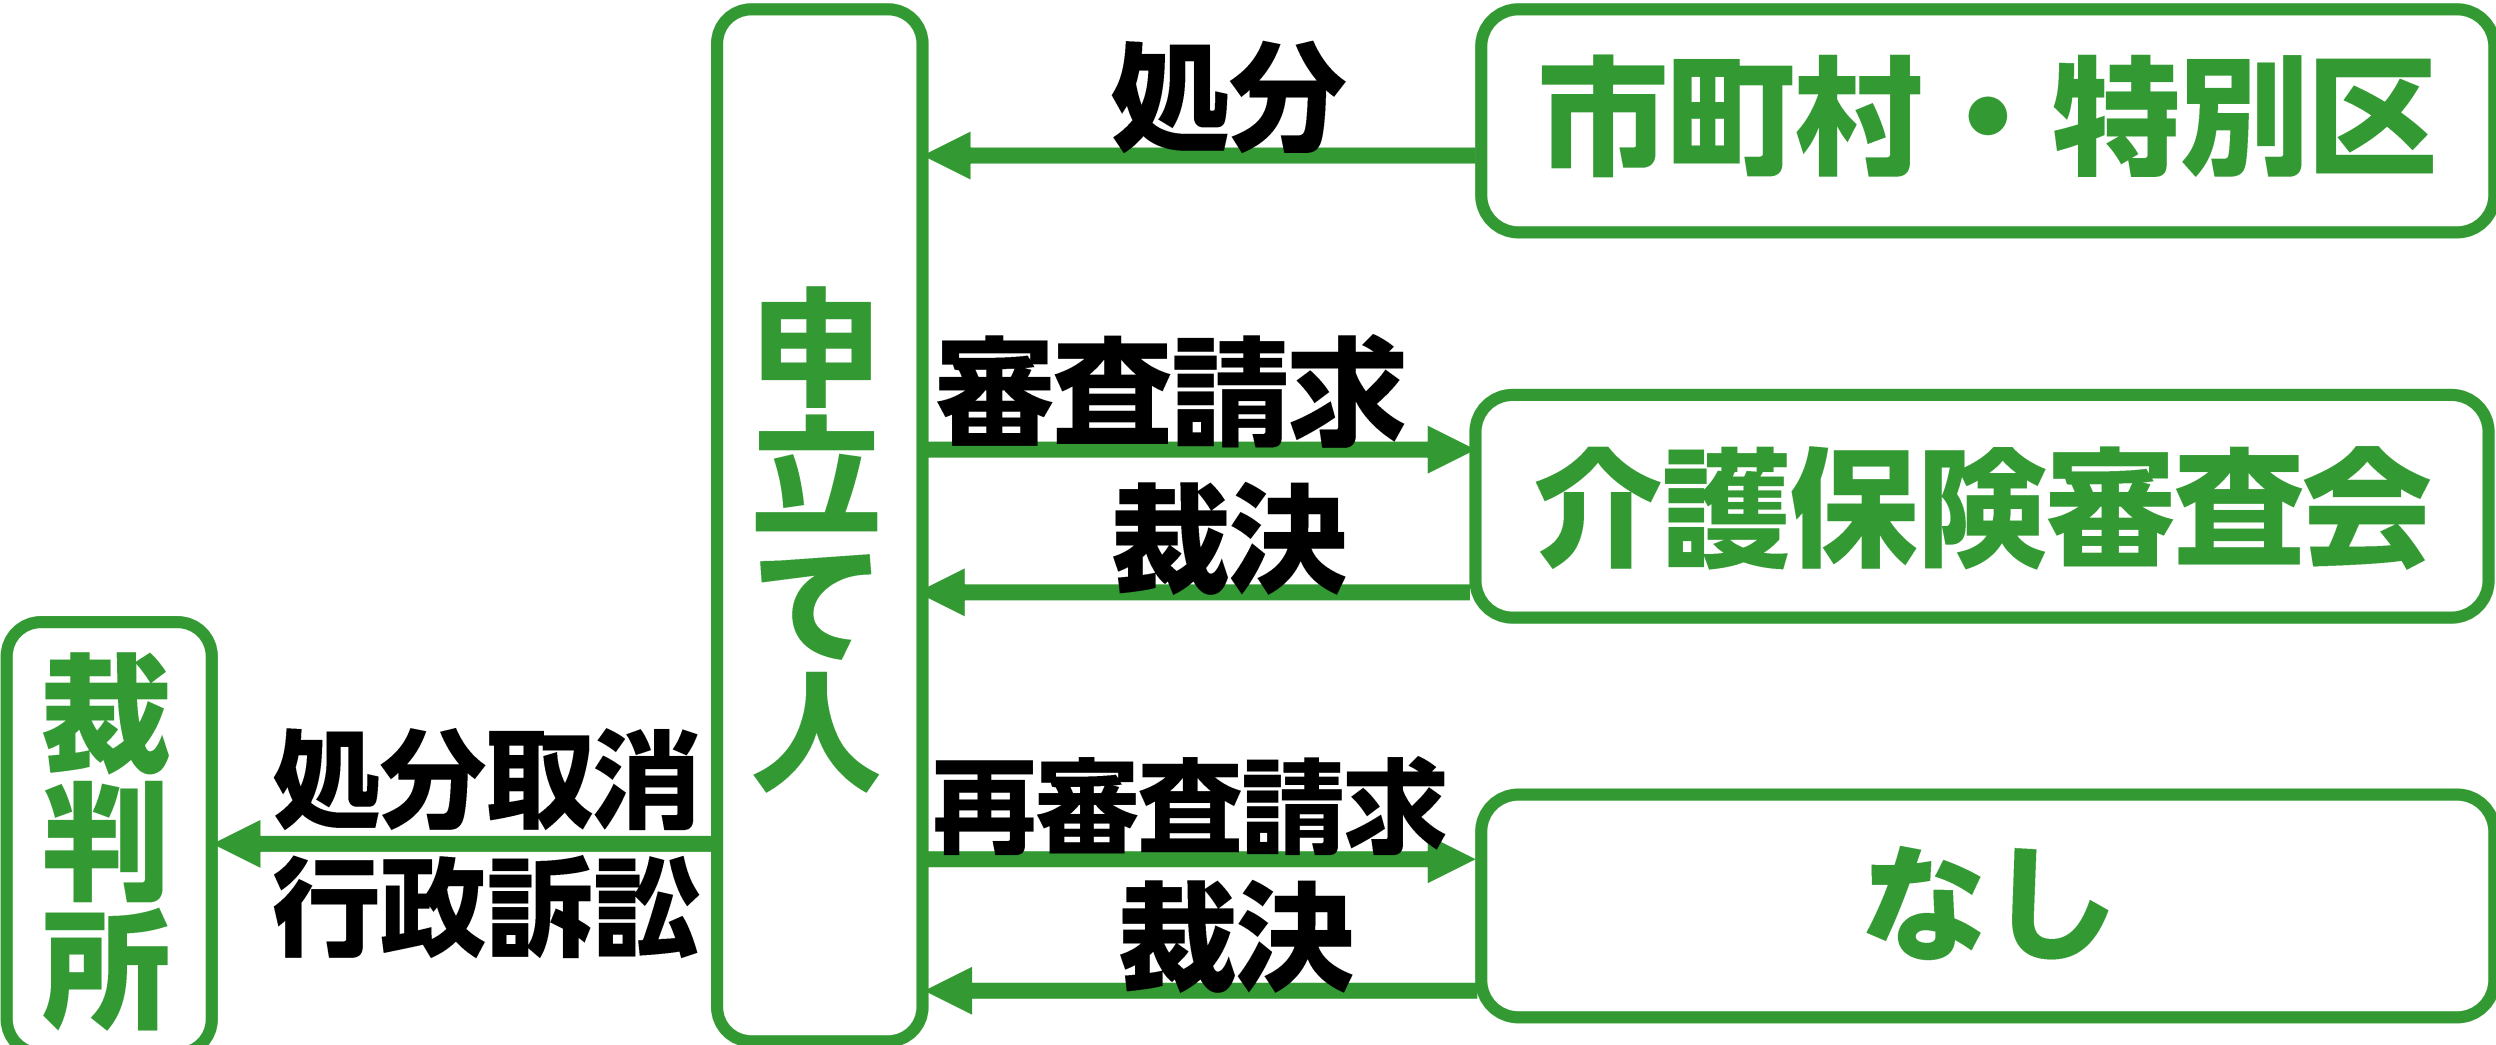 処分
市町村・特別区
申立て人
審査請求
介護保険審査会
裁決
裁判所
処分取消
行政訴訟
再審査請求
なし
裁決